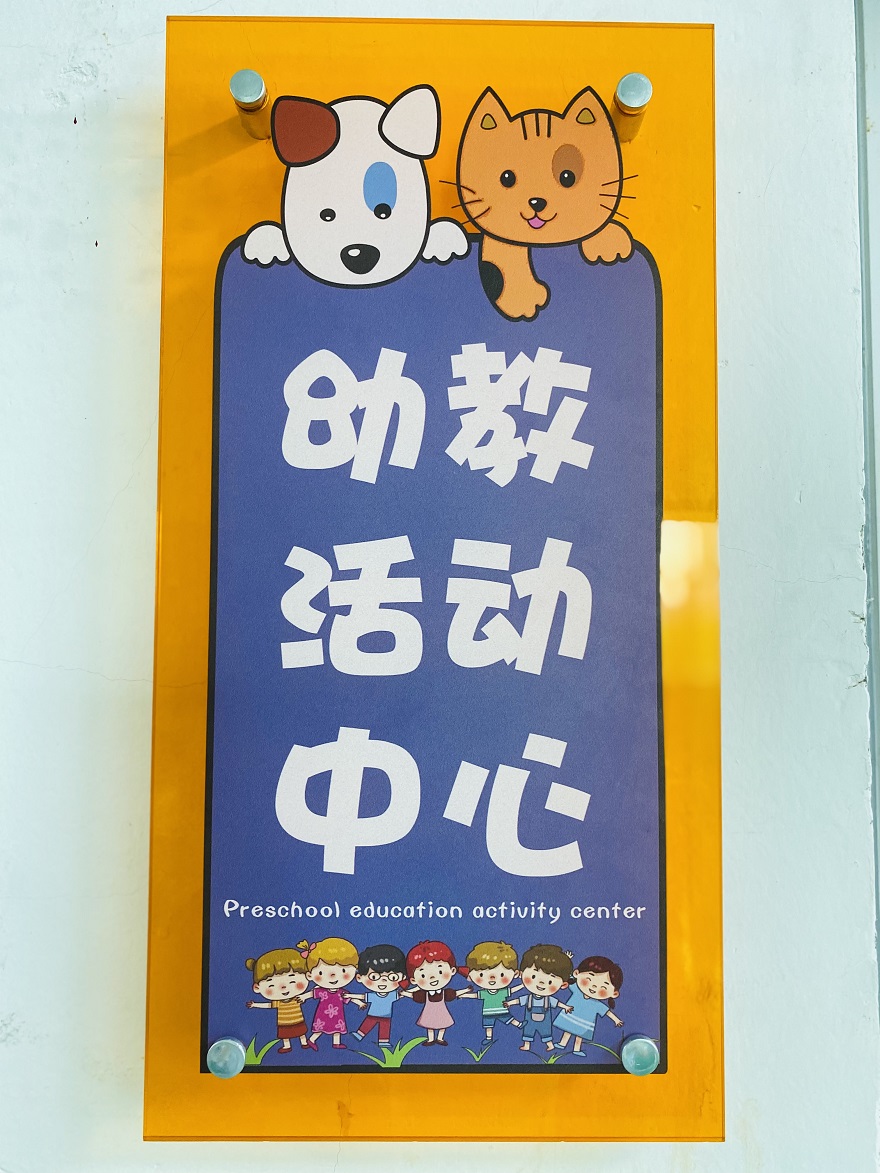 幼教
活动
中心
Preschool education activity center